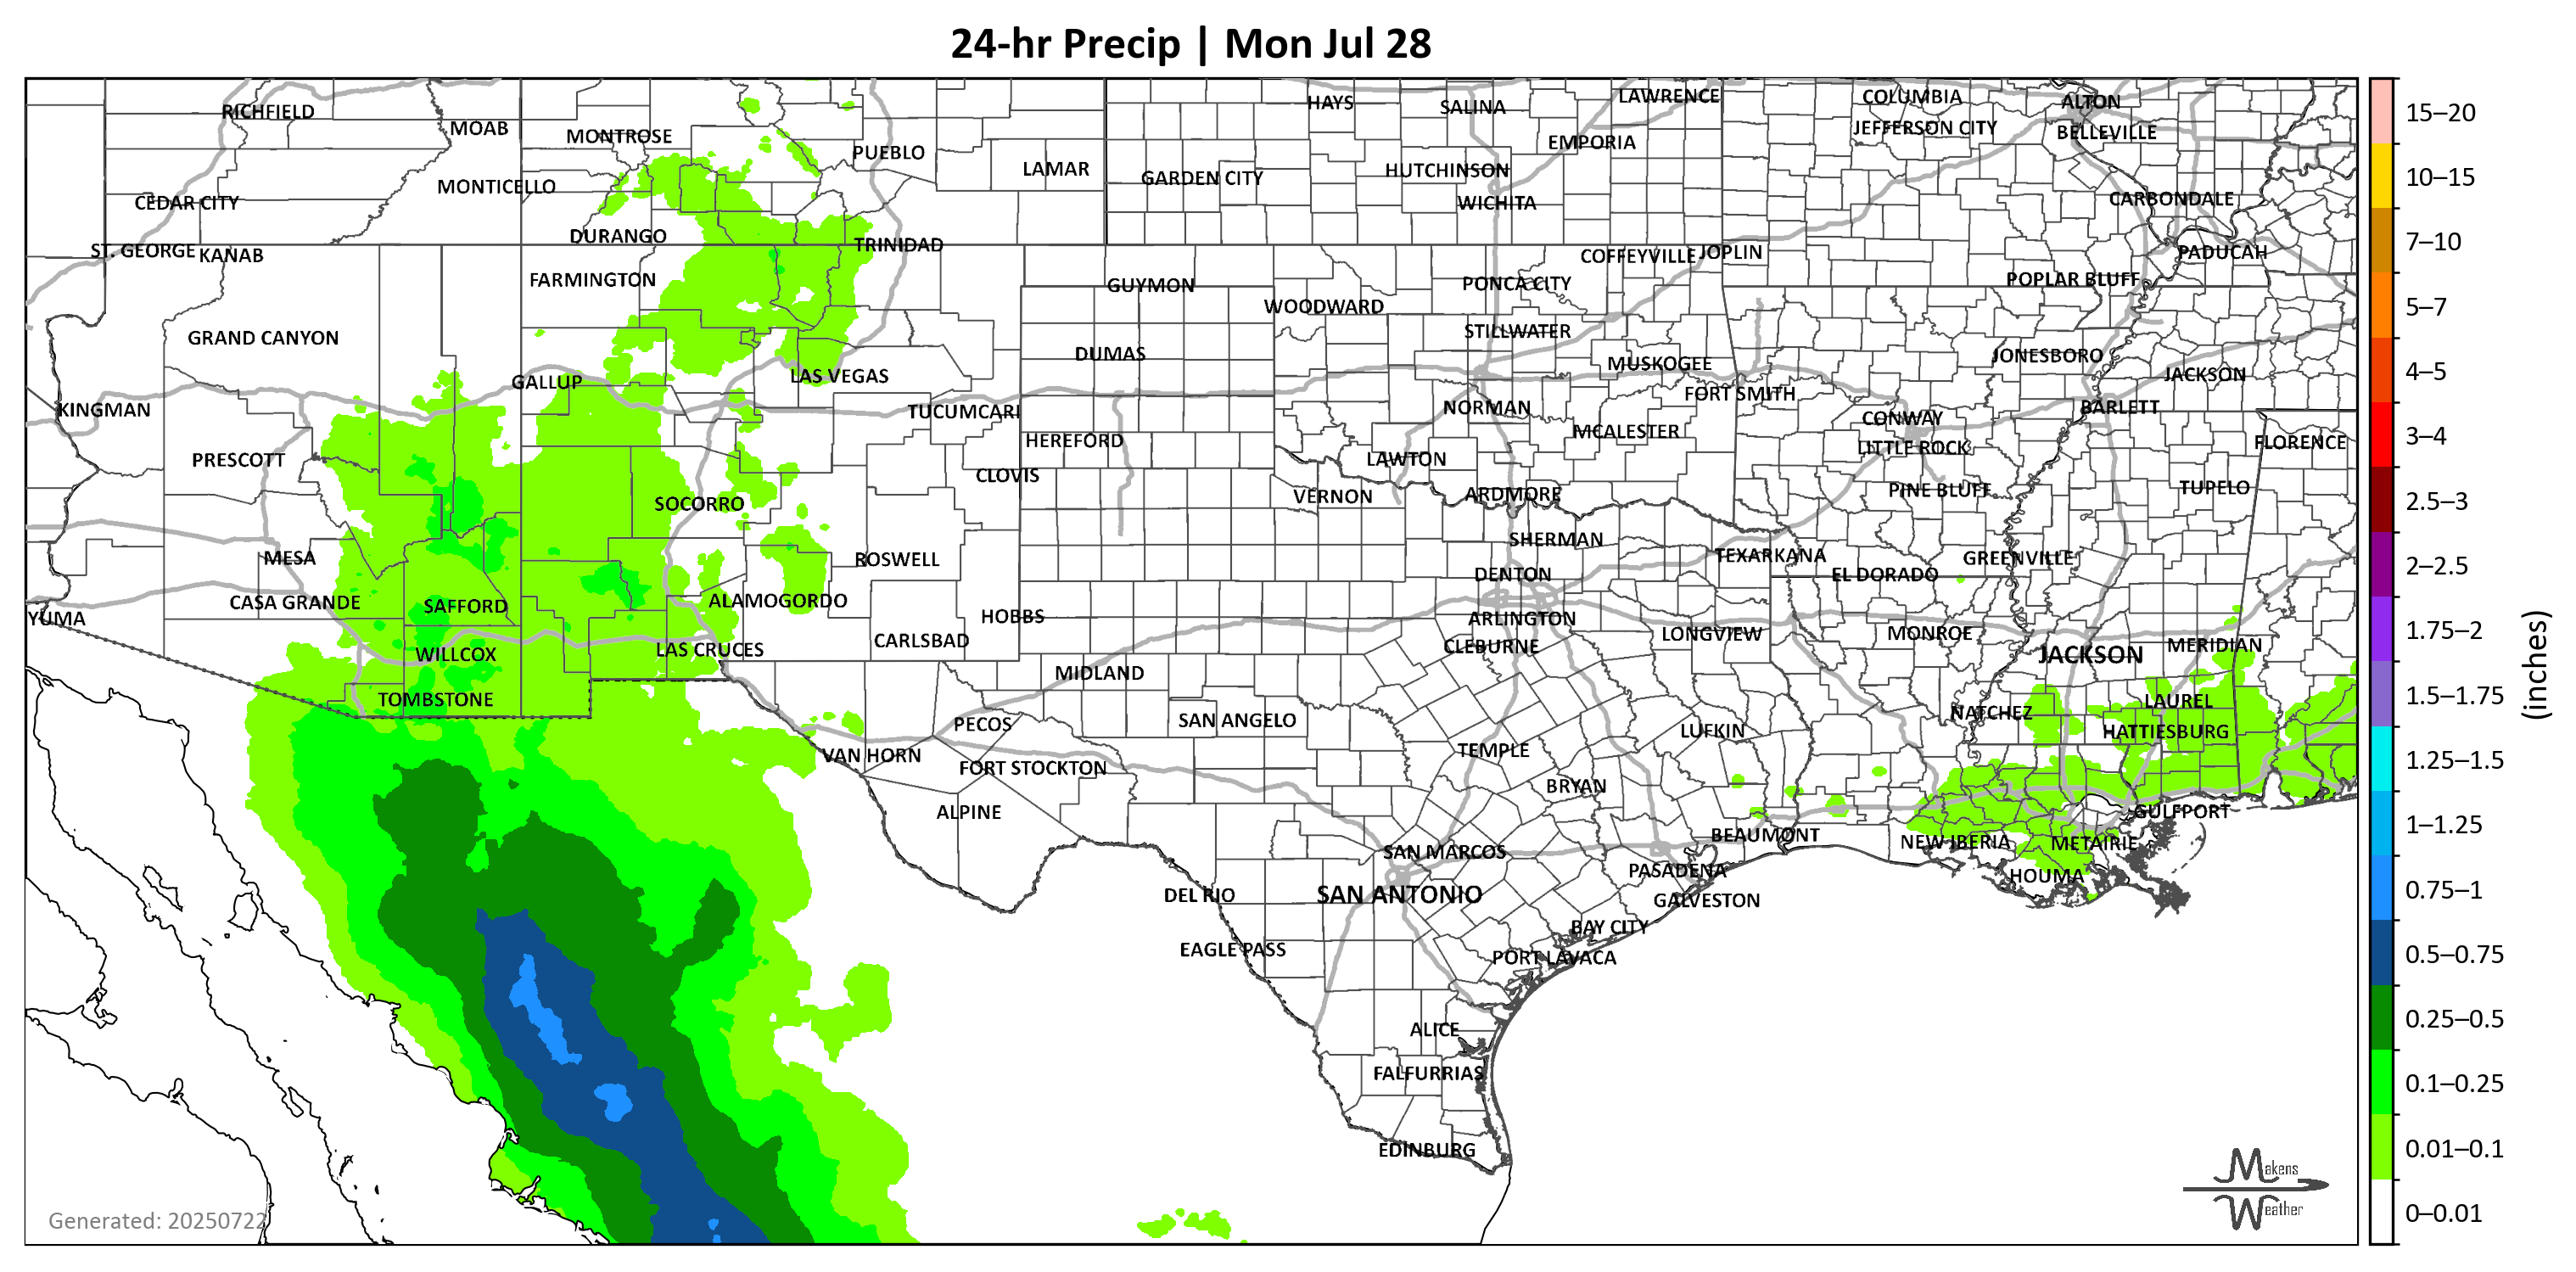 24-hr Precip | Mon Jul 28
RICHFIELD
MOAB
MONTROSE
PUEBLO
LAMAR
HAYS
SALINA
LAWRENCE
COLUMBIA
ALTON
JEFFERSON CITY
BELLEVILLE
EMPORIA
HUTCHINSON
GARDEN CITY
MONTICELLO
CEDAR CITY
WICHITA
CARBONDALE
DURANGO
TRINIDAD
ST. GEORGE
KANAB
COFFEYVILLE
JOPLIN
PADUCAH
FARMINGTON
GUYMON
PONCA CITY
POPLAR BLUFF
WOODWARD
GRAND CANYON
STILLWATER
DUMAS
JONESBORO
MUSKOGEE
GALLUP
LAS VEGAS
JACKSON
FORT SMITH
KINGMAN
TUCUMCARI
NORMAN
BARLETT
CONWAY
HEREFORD
MCALESTER
LITTLE ROCK
FLORENCE
PRESCOTT
LAWTON
CLOVIS
TUPELO
SOCORRO
VERNON
ARDMORE
PINE BLUFF
SHERMAN
MESA
ROSWELL
TEXARKANA
GREENVILLE
DENTON
EL DORADO
CASA GRANDE
SAFFORD
ALAMOGORDO
YUMA
HOBBS
ARLINGTON
CARLSBAD
LONGVIEW
MONROE
CLEBURNE
MERIDIAN
WILLCOX
LAS CRUCES
JACKSON
MIDLAND
TOMBSTONE
LAUREL
PECOS
SAN ANGELO
NATCHEZ
LUFKIN
HATTIESBURG
VAN HORN
TEMPLE
FORT STOCKTON
BRYAN
ALPINE
GULFPORT
BEAUMONT
NEW IBERIA
METAIRIE
SAN MARCOS
PASADENA
HOUMA
DEL RIO
SAN ANTONIO
GALVESTON
BAY CITY
EAGLE PASS
PORT LAVACA
ALICE
FALFURRIAS
EDINBURG
Generated: 20250722
Makens
Weather
15–20
10–15
7–10
5–7
4–5
3–4
2.5–3
2–2.5
1.75–2
1.5–1.75
1.25–1.5
1–1.25
0.75–1
0.5–0.75
0.25–0.5
0.1–0.25
0.01–0.1
0–0.01
(inches)